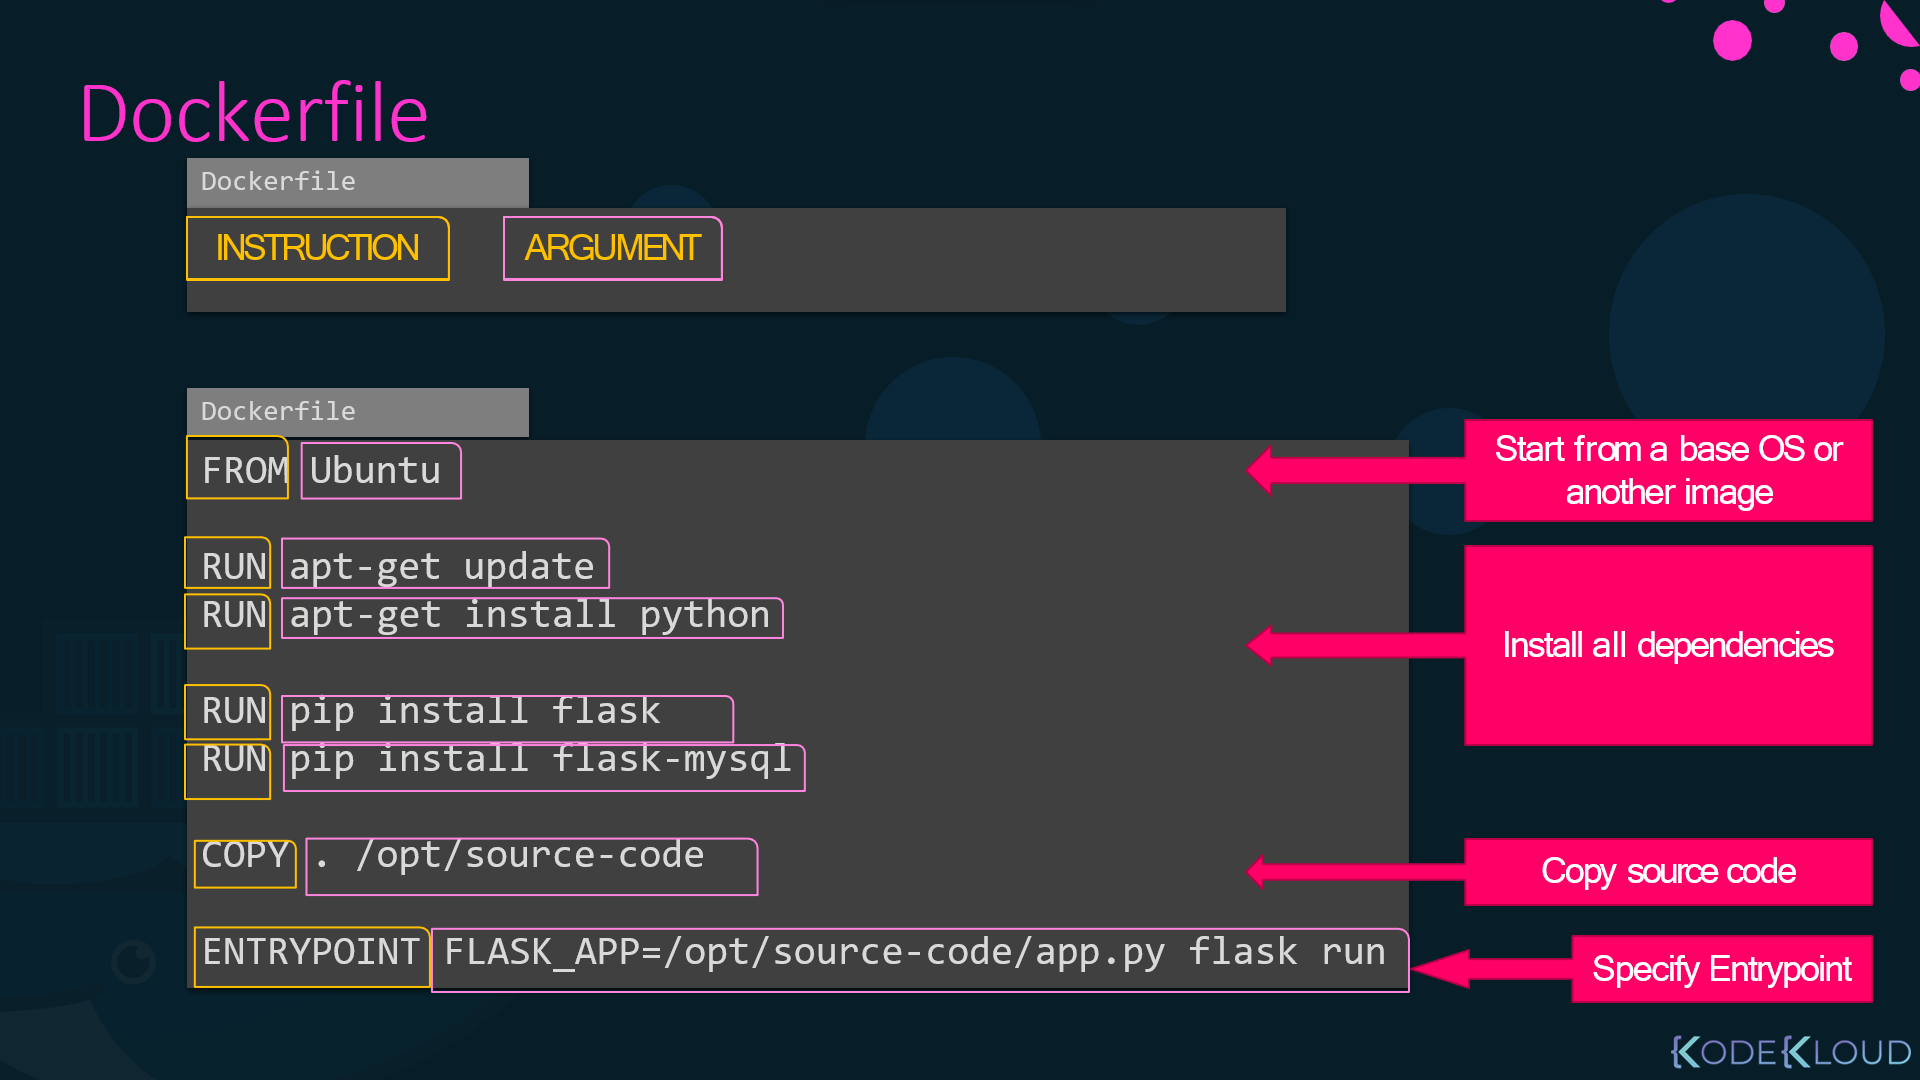 Dockerfile
Dockerfile
INSTRUCTION ARGUMENT
Dockerfile
FROM Ubuntu
Start from a base OS or
another image
RUN apt-get update
RUN apt-get install python
Install all dependencies
RUN pip install flask
RUN pip install flask-mysql
COPY . /opt/source-code
Copy source code
ENTRYPOINT FLASK_APP=/opt/source-code/app.py flask run
Specify Entrypoint
KODEKLOUD